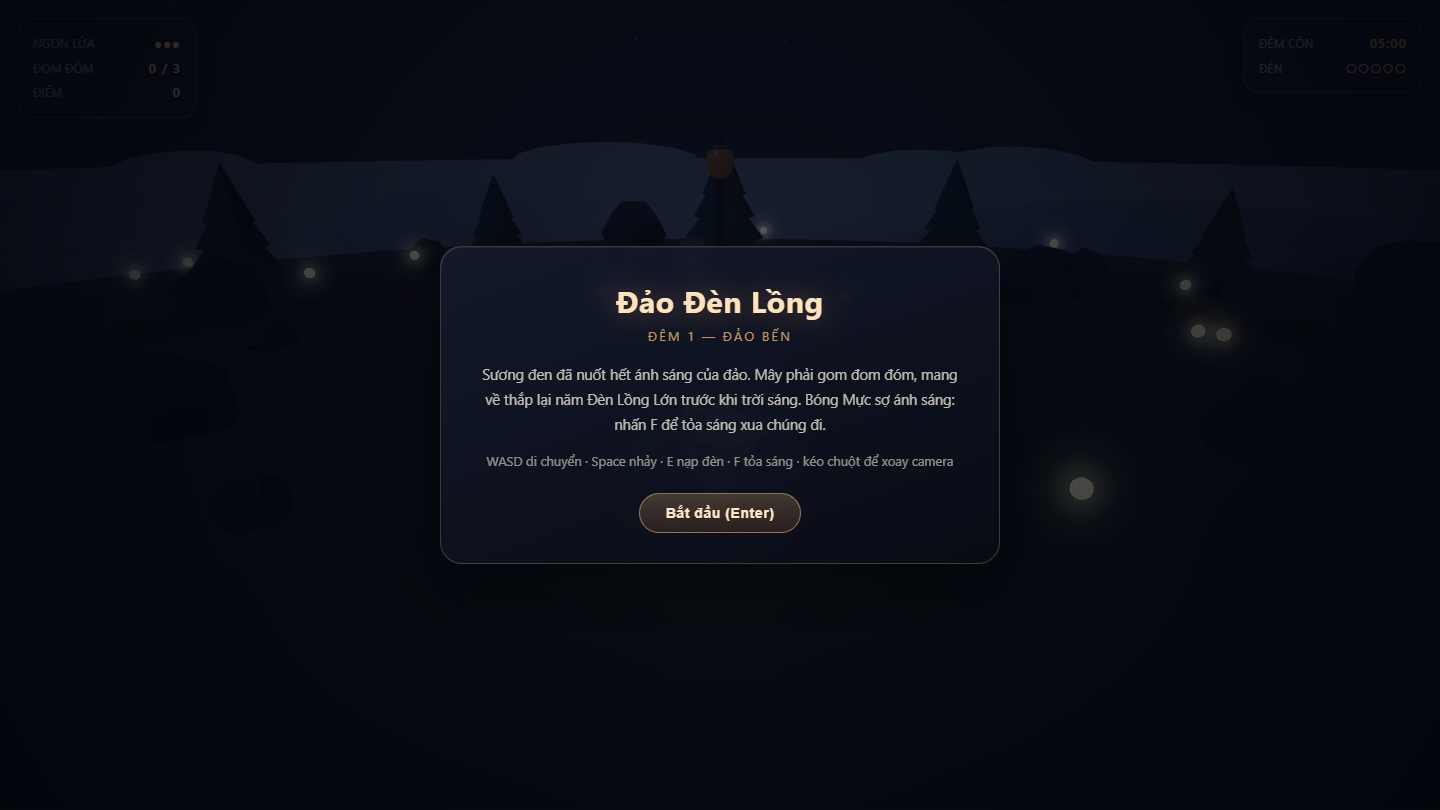 NGỌN LỬA ●●●
ĐOM ĐÓM 0 / 3
ĐIỂM 0
ĐÊM CÒN 05:00
ĐÈN ○○○○○
Đảo Đèn Lồng
ĐÊM 1 — ĐẢO BẾN
Sương đen đã nuốt hết ánh sáng của đảo. Mây phải gom đom đóm, mang
về thắp lại năm Đèn Lồng Lớn trước khi trời sáng. Bóng Mực sợ ánh sáng:
nhấn F để tỏa sáng xua chúng đi.
WASD di chuyển · Space nhảy · E nạp đèn · F tỏa sáng · kéo chuột để xoay camera
Bắt đầu (Enter)